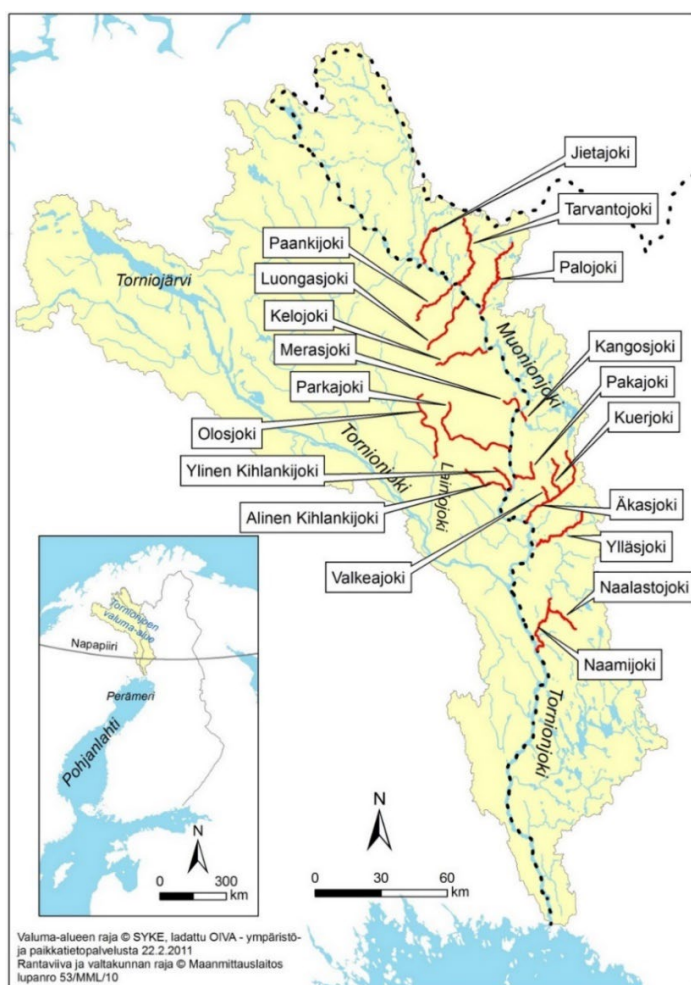 Jietajoki
Tarvantojoki
Paankijoki
Palojoki
Luongasjoki
Torniojärvi
Kelojoki
Muonionjoki
Merasjoki
Kangosjoki
Parkajoki
Pakajoki
Kuerjoki
Olosjoki
Tornionjoki
Lainiojoki
Ylinen Kihlankijoki
Äkasjoki
Alinen Kihlankijoki
Ylläsjoki
Valkeajoki
Naalastojoki
Naamijoki
Tornionjoki
Tornionjoen
valuma-alue
Napapiiri
Perämeri
Pohjanlahti
N
0 300
km
N
0 30 60
km
Valuma-alueen raja © SYKE, ladattu OIVA - ympäristö-
ja paikkatietopalvelusta 22.2.2011
Rantaviiva ja valtakunnan raja © Maanmittauslaitos
lupanro 53/MML/10